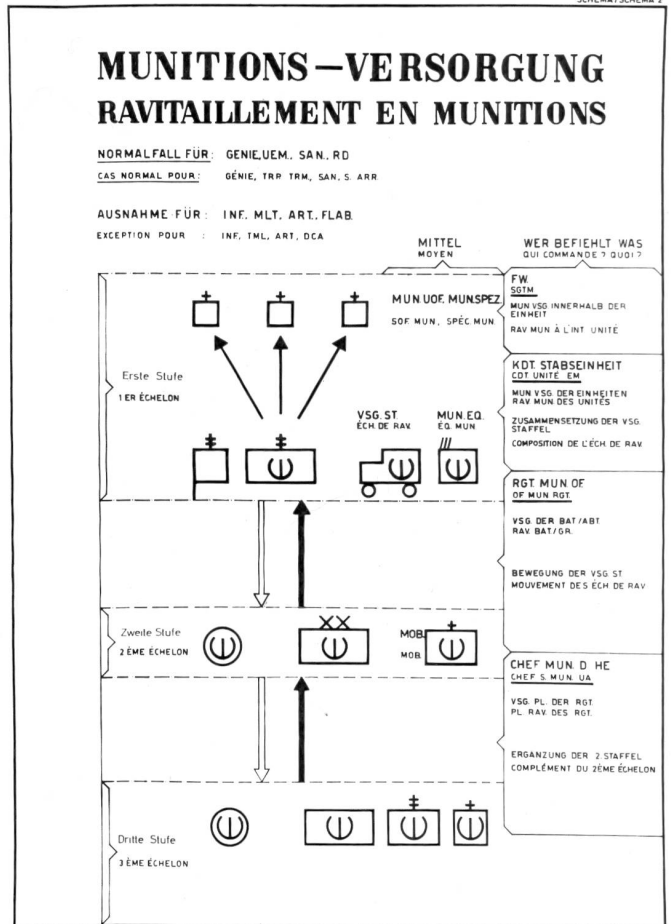 SCHEMA / SCHÉMA 2
MUNITIONS – VERSORGUNG
RAVITAILLEMENT EN MUNITIONS
NORMALFALL FÜR: GENIE, UEM., SAN., RD
CAS NORMAL POUR: GÉNIE, TRP TRM, SAN, S. ARR
AUSNAHME FÜR: INF., MLT, ART., FLAB.
EXCEPTION POUR : INF, TML, ART, DCA
MITTEL
MOYEN
WER BEFIEHLT WAS
QUI COMMANDE ? QUOI ?
MUN. UOF. MUN.SPEZ.
SOF. MUN, SPÉC. MUN.
FW.
SGTM
MUN VSG INNERHALB DER
EINHEIT
RAV MUN À L'INT UNITÉ
Erste Stufe
1 ER ÉCHELON
KDT. STABSEINHEIT
CDT UNITÉ EM
MUN VSG. DER EINHEITEN
RAV. MUN. DES UNITÉS
ZUSAMMENSETZUNG DER VSG.
STAFFEL
COMPOSITION DE L'ÉCH. DE RAV.
VSG. ST
ÉCH. DE RAV.
MUN. EQ.
ÉQ. MUN
RGT. MUN OF
OF MUN RGT.
VSG. DER BAT /ABT
RAV. BAT/GR.
BEWEGUNG DER VSG ST
MOUVEMENT DES ÉCH DE RAV
Zweite Stufe
2 ÈME ÉCHELON
MOB.
MOB.
CHEF MUN. D HE
CHEF S. MUN. UA
VSG. PL. DER RGT.
PL. RAV. DES RGT.
ERGÄNZUNG DER 2. STAFFEL
COMPLÉMENT DU 2ÈME ÉCHELON
Dritte Stufe
3 ÈME ÉCHELON